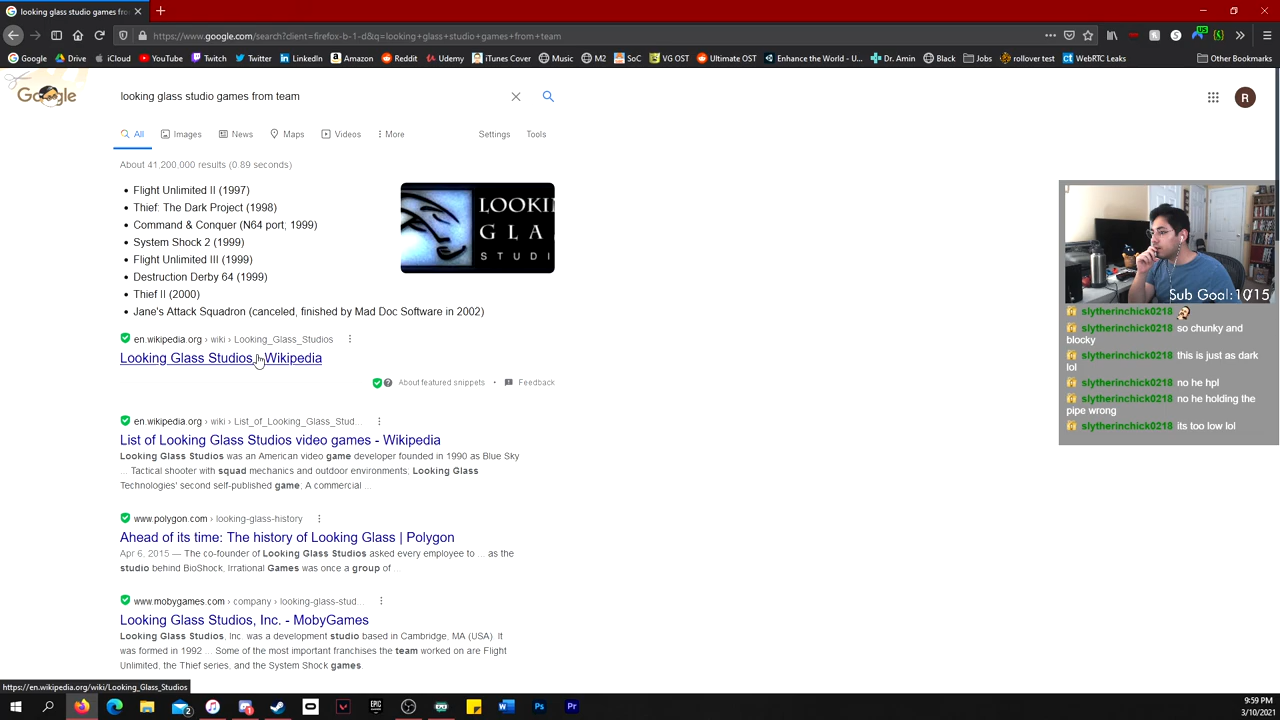 looking glass studio games from
https://www.google.com/search?client=firefox-b-1-d&q=looking+glass+studio+games+from+team
Google Drive iCloud YouTube Twitch Twitter LinkedIn Amazon Reddit Udemy iTunes Cover Music M2 SoC VG OST Ultimate OST Enhance the World - U... Dr. Amin Black Jobs rollover test WebRTC Leaks Other Bookmarks
Google
looking glass studio games from team
R
All Images News Maps Videos More Settings Tools
About 41,200,000 results (0.89 seconds)
• Flight Unlimited II (1997)
• Thief: The Dark Project (1998)
• Command & Conquer (N64 port; 1999)
• System Shock 2 (1999)
• Flight Unlimited III (1999)
• Destruction Derby 64 (1999)
• Thief II (2000)
• Jane's Attack Squadron (canceled, finished by Mad Doc Software in 2002)
LOOKI
GLA
STUDI
en.wikipedia.org › wiki › Looking_Glass_Studios
Looking Glass Studios - Wikipedia
About featured snippets • Feedback
en.wikipedia.org › wiki › List_of_Looking_Glass_Stud...
List of Looking Glass Studios video games - Wikipedia
Looking Glass Studios was an American video game developer founded in 1990 as Blue Sky
... Tactical shooter with squad mechanics and outdoor environments; Looking Glass
Technologies' second self-published game; A commercial ...
www.polygon.com › looking-glass-history
Ahead of its time: The history of Looking Glass | Polygon
Apr 6, 2015 — The co-founder of Looking Glass Studios asked every employee to ... as the
studio behind BioShock, Irrational Games was once a group of ...
www.mobygames.com › company › looking-glass-stud...
Looking Glass Studios, Inc. - MobyGames
Looking Glass Studios, Inc. was a development studio based in Cambridge, MA (USA). It
was formed in 1992 ... Some of the most important franchises the team worked on are Flight
Unlimited, the Thief series, and the System Shock games.
https://en.wikipedia.org/wiki/Looking_Glass_Studios
Sub Goal:10/15
slytherinchick0218
slytherinchick0218 so chunky and
blocky
slytherinchick0218 this is just as dark
lol
slytherinchick0218 no he hpl
slytherinchick0218 no he holding the
pipe wrong
slytherinchick0218 its too low lol
2
EPIC
W
Ps
Pr
9:59 PM
3/10/2021